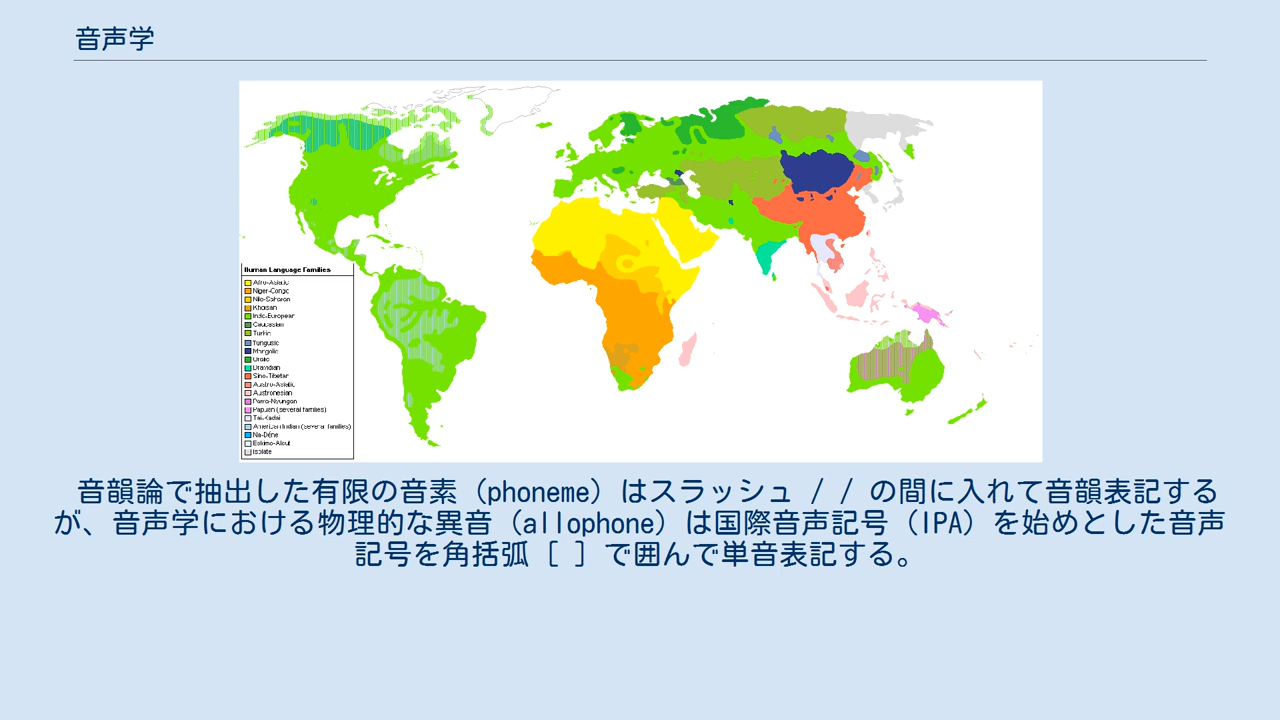 音声学
Human Language Families
Afro-Asiatic
Niger-Congo
Nilo-Saharan
Khoisan
Indo-European
Caucasian
Turkic
Tungusic
Mongolic
Uralic
Dravidian
Sino-Tibetan
Austro-Asiatic
Austronesian
Pama-Nyungan
Papuan (several families)
Tai-Kadai
American Indian (several families)
Na-Dené
Eskimo-Aleut
Isolate
音韻論で抽出した有限の音素（phoneme）はスラッシュ / / の間に入れて音韻表記する
が、音声学における物理的な異音（allophone）は国際音声記号（IPA）を始めとした音声
記号を角括弧 [ ] で囲んで単音表記する。